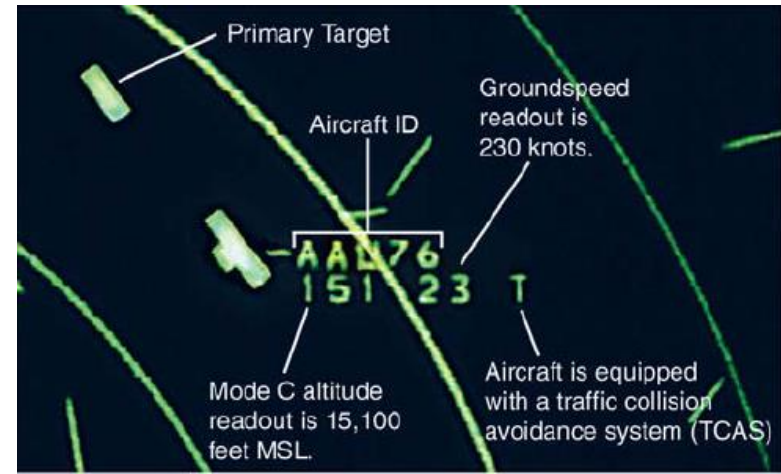 Primary Target
Aircraft ID
Groundspeed
readout is
230 knots.
AAL76
151 23 T
Mode C altitude
readout is 15,100
feet MSL.
Aircraft is equipped
with a traffic collision
avoidance system (TCAS)